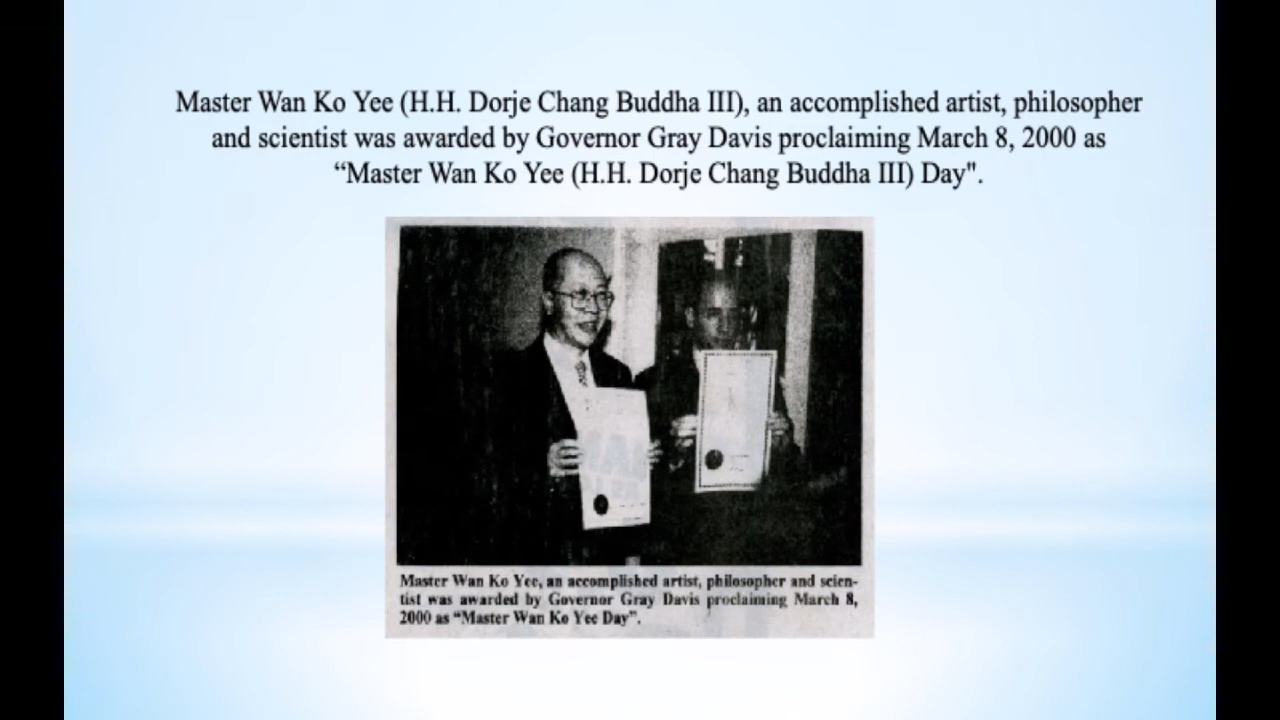 Master Wan Ko Yee (H.H. Dorje Chang Buddha III), an accomplished artist, philosopher
and scientist was awarded by Governor Gray Davis proclaiming March 8, 2000 as
“Master Wan Ko Yee (H.H. Dorje Chang Buddha III) Day".
Master Wan Ko Yee, an accomplished artist, philosopher and scien-
tist was awarded by Governor Gray Davis proclaiming March 8,
2000 as “Master Wan Ko Yee Day”.